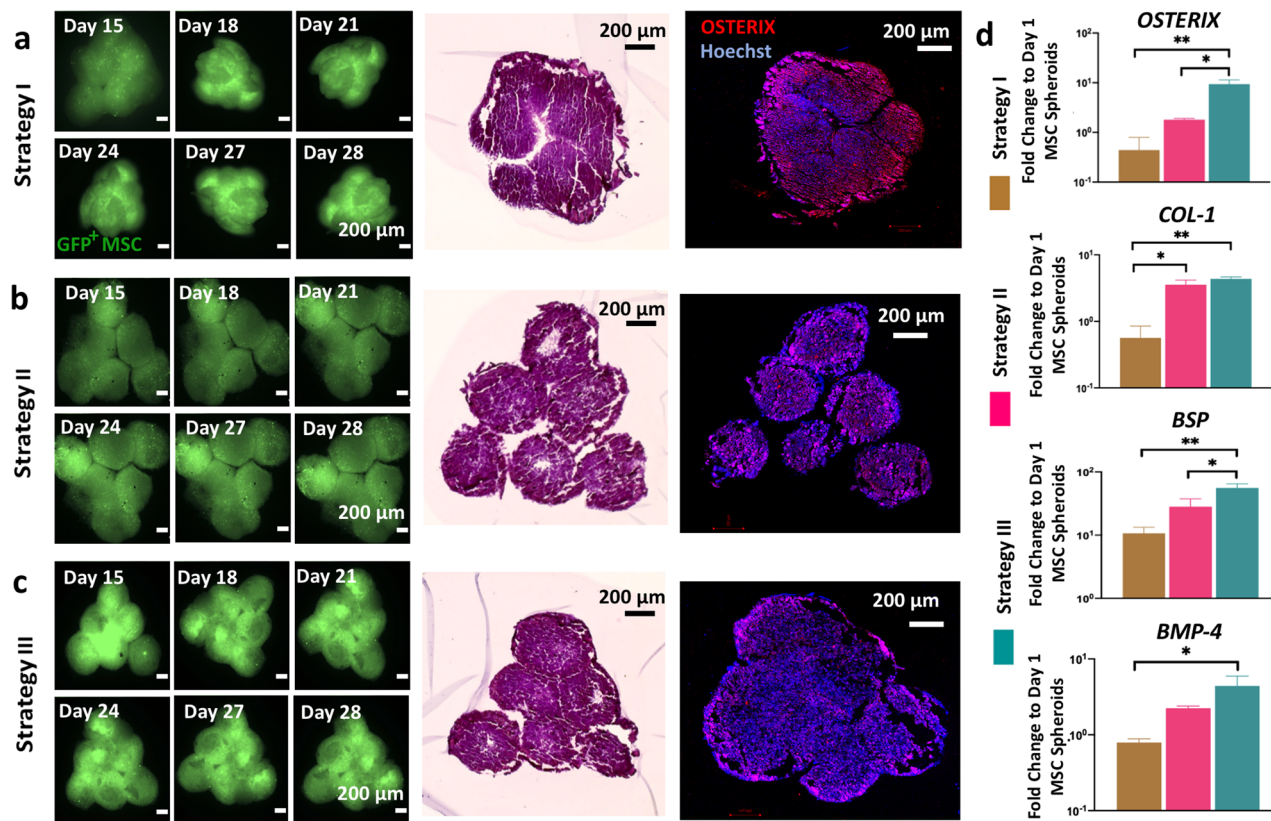 a
Strategy I
Day 15
Day 18
Day 21
Day 24
Day 27
Day 28
GFP+ MSC
200 μm
200 μm
OSTERIX
Hoechst
200 μm
b
Strategy II
Day 15
Day 18
Day 21
Day 24
Day 27
Day 28
200 μm
200 μm
200 μm
c
Strategy III
Day 15
Day 18
Day 21
Day 24
Day 27
Day 28
200 μm
200 μm
200 μm
d
Strategy I
Strategy II
Strategy III
OSTERIX
Fold Change to Day 1
MSC Spheroids
10²
10¹
10⁰
10⁻¹
**
*
COL-1
Fold Change to Day 1
MSC Spheroids
10¹
10⁰
10⁻¹
**
*
BSP
Fold Change to Day 1
MSC Spheroids
10²
10¹
10⁰
**
*
BMP-4
Fold Change to Day 1
MSC Spheroids
10¹
10⁰
10⁻¹
*